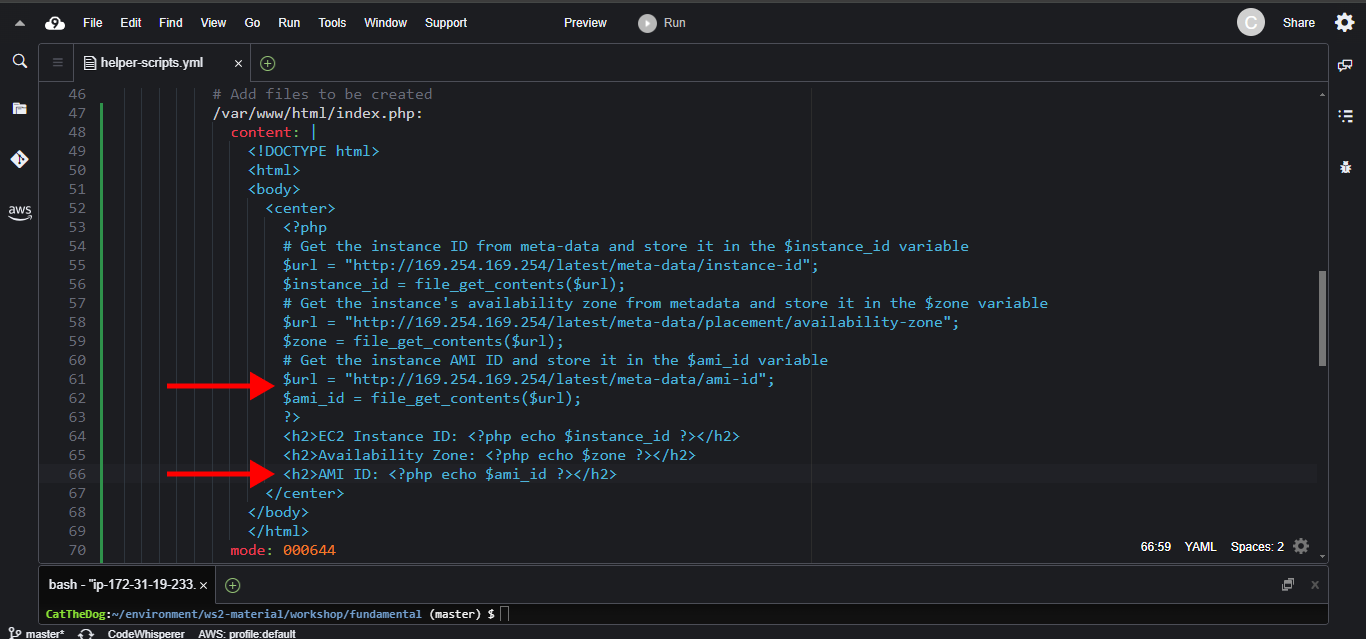 9 File Edit Find View Go Run Tools Window Support Preview Run C Share
helper-scripts.yml ×
aws
46 # Add files to be created
47 /var/www/html/index.php:
48 content: |
49 <!DOCTYPE html>
50 <html>
51 <body>
52 <center>
53 <?php
54 # Get the instance ID from meta-data and store it in the $instance_id variable
55 $url = "http://169.254.169.254/latest/meta-data/instance-id";
56 $instance_id = file_get_contents($url);
57 # Get the instance's availability zone from metadata and store it in the $zone variable
58 $url = "http://169.254.169.254/latest/meta-data/placement/availability-zone";
59 $zone = file_get_contents($url);
60 # Get the instance AMI ID and store it in the $ami_id variable
61 $url = "http://169.254.169.254/latest/meta-data/ami-id";
62 $ami_id = file_get_contents($url);
63 ?>
64 <h2>EC2 Instance ID: <?php echo $instance_id ?></h2>
65 <h2>Availability Zone: <?php echo $zone ?></h2>
66 <h2>AMI ID: <?php echo $ami_id ?></h2>
67 </center>
68 </body>
69 </html>
70 mode: 000644
66:59 YAML Spaces: 2
bash - "ip-172-31-19-233. ×
CatTheDog:~/environment/ws2-material/workshop/fundamental (master) $
master* CodeWhisperer AWS: profile:default